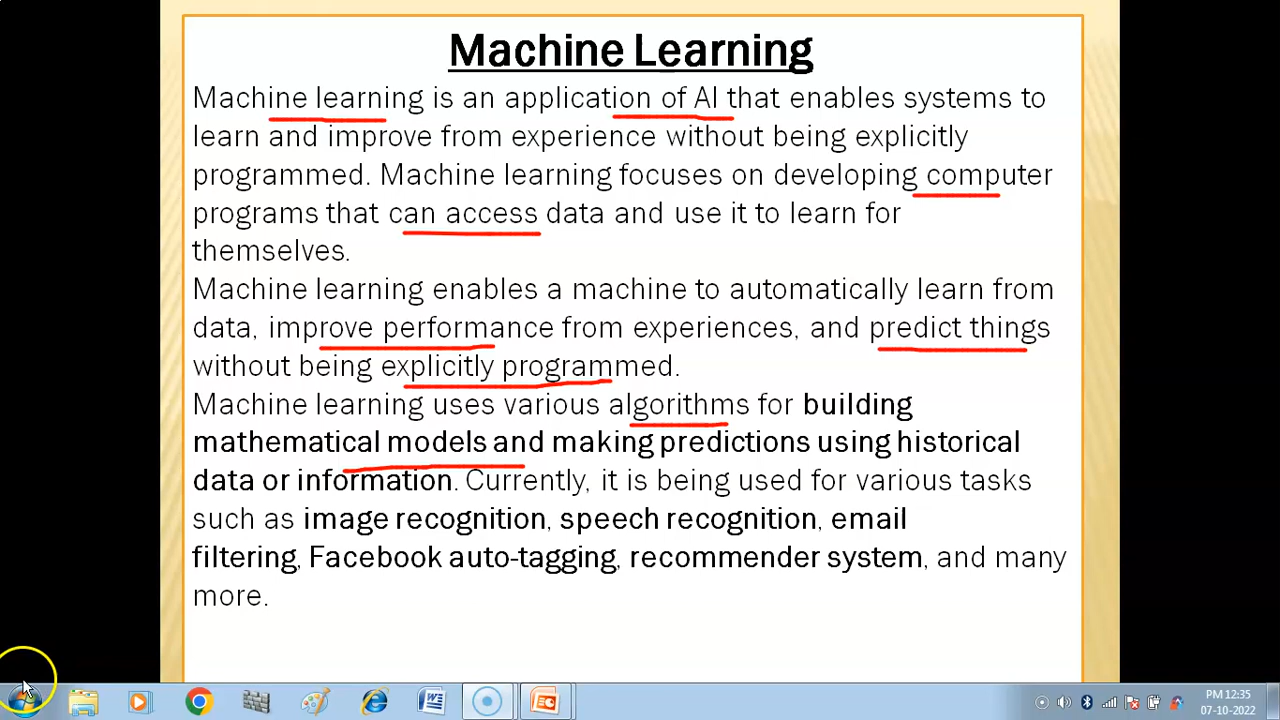 Machine Learning
Machine learning is an application of AI that enables systems to
learn and improve from experience without being explicitly
programmed. Machine learning focuses on developing computer
programs that can access data and use it to learn for
themselves.
Machine learning enables a machine to automatically learn from
data, improve performance from experiences, and predict things
without being explicitly programmed.
Machine learning uses various algorithms for building
mathematical models and making predictions using historical
data or information. Currently, it is being used for various tasks
such as image recognition, speech recognition, email
filtering, Facebook auto-tagging, recommender system, and many
more.
PM 12:35
07-10-2022